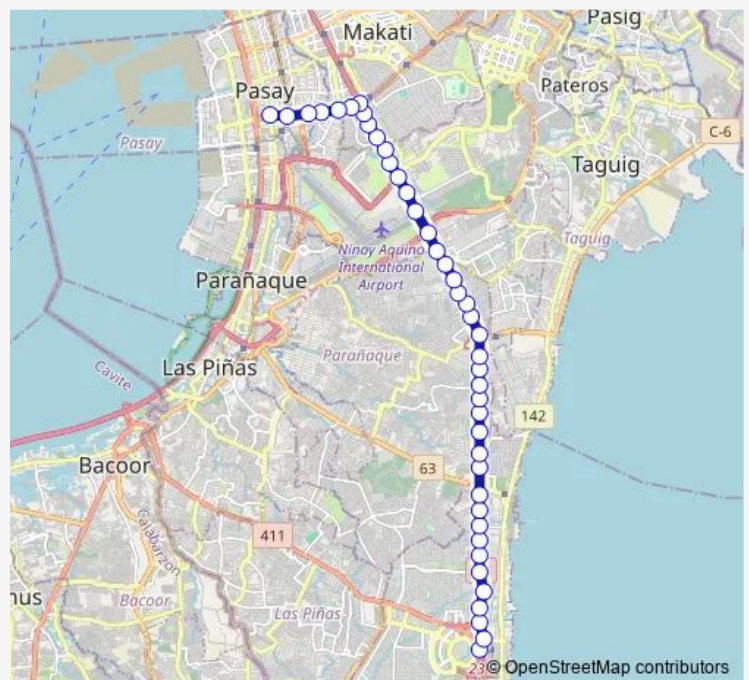 Pasig
Makati
Pasay
Pateros
C-6
Pasay
Taguig
Taguig
Ninoy Aquino
International
Airport
Parañaque
Parañaque
Las Piñas
Cavite
142
Bacoor
63
411
Calabarzon
nus
Bacoor
Las Piñas
23
© OpenStreetMap contributors